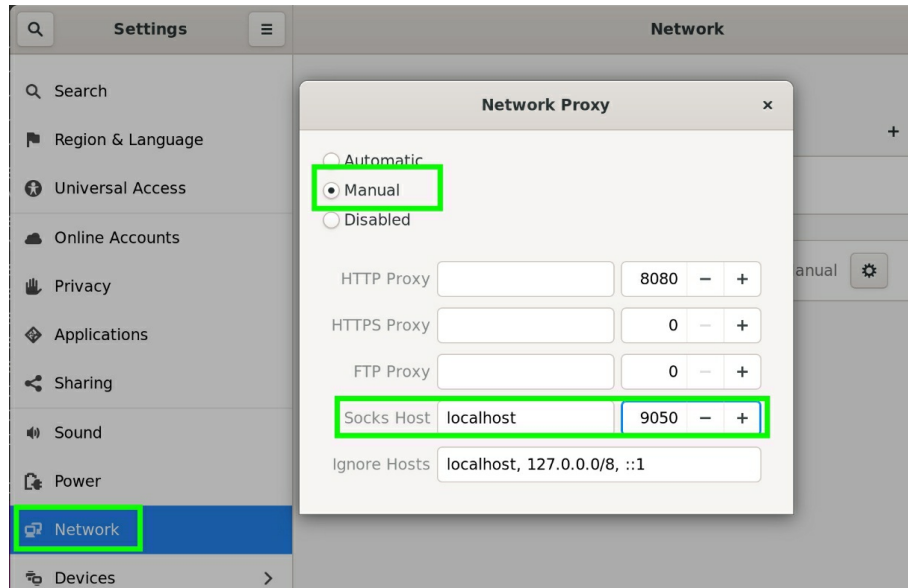 Settings
Network
Search
Region & Language
Universal Access
Online Accounts
Privacy
Applications
Sharing
Sound
Power
Network
Devices
Network Proxy
Automatic
Manual
Disabled
HTTP Proxy 8080 − +
HTTPS Proxy 0 − +
FTP Proxy 0 − +
Socks Host localhost 9050 − +
Ignore Hosts localhost, 127.0.0.0/8, ::1
+
anual